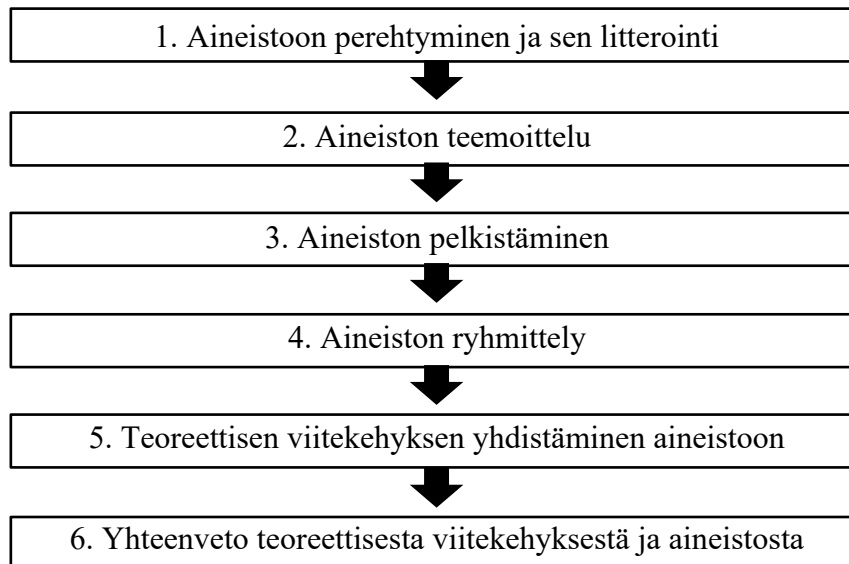 1. Aineistoon perehtyminen ja sen litterointi
2. Aineiston teemoittelu
3. Aineiston pelkistäminen
4. Aineiston ryhmittely
5. Teoreettisen viitekehyksen yhdistäminen aineistoon
6. Yhteenveto teoreettisesta viitekehyksestä ja aineistosta